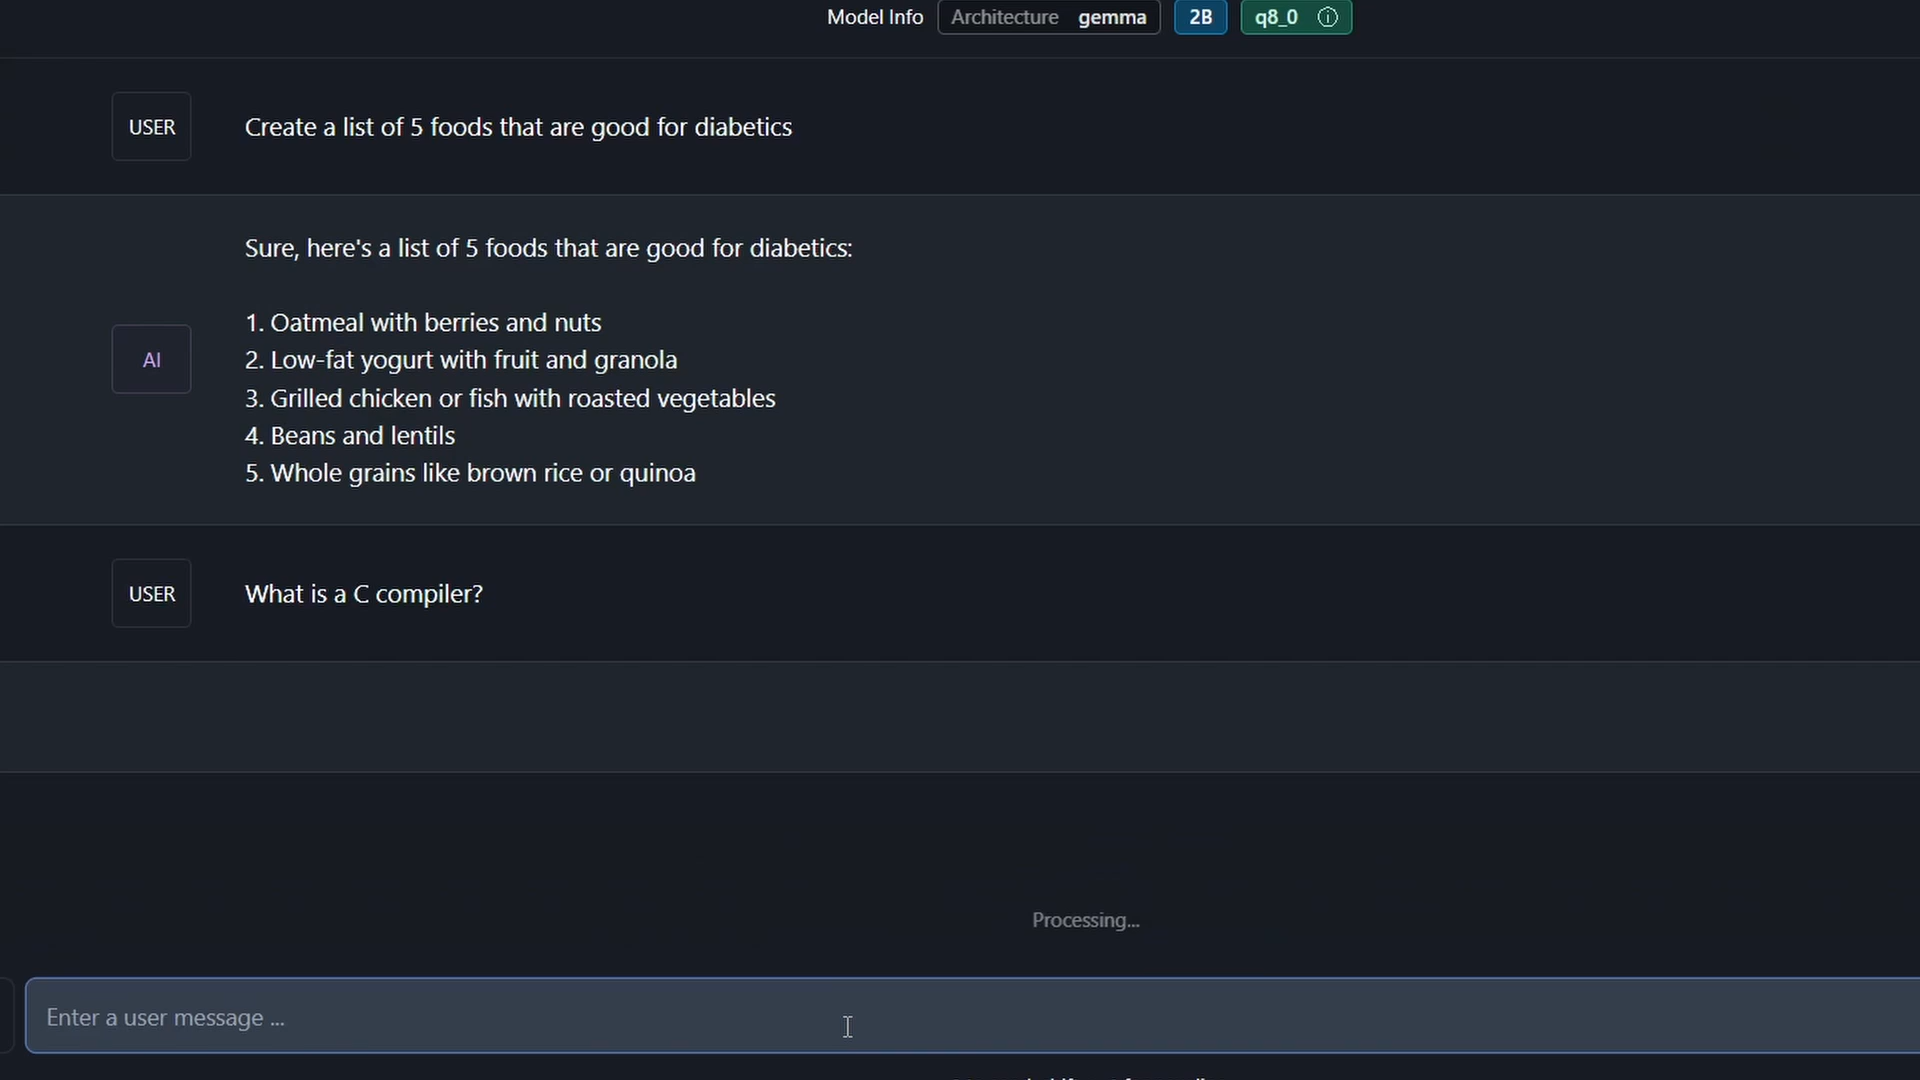 Model Info Architecture gemma 2B q8_0
USER Create a list of 5 foods that are good for diabetics
Sure, here's a list of 5 foods that are good for diabetics:
1. Oatmeal with berries and nuts
AI 2. Low-fat yogurt with fruit and granola
3. Grilled chicken or fish with roasted vegetables
4. Beans and lentils
5. Whole grains like brown rice or quinoa
USER What is a C compiler?
Processing...
Enter a user message ...